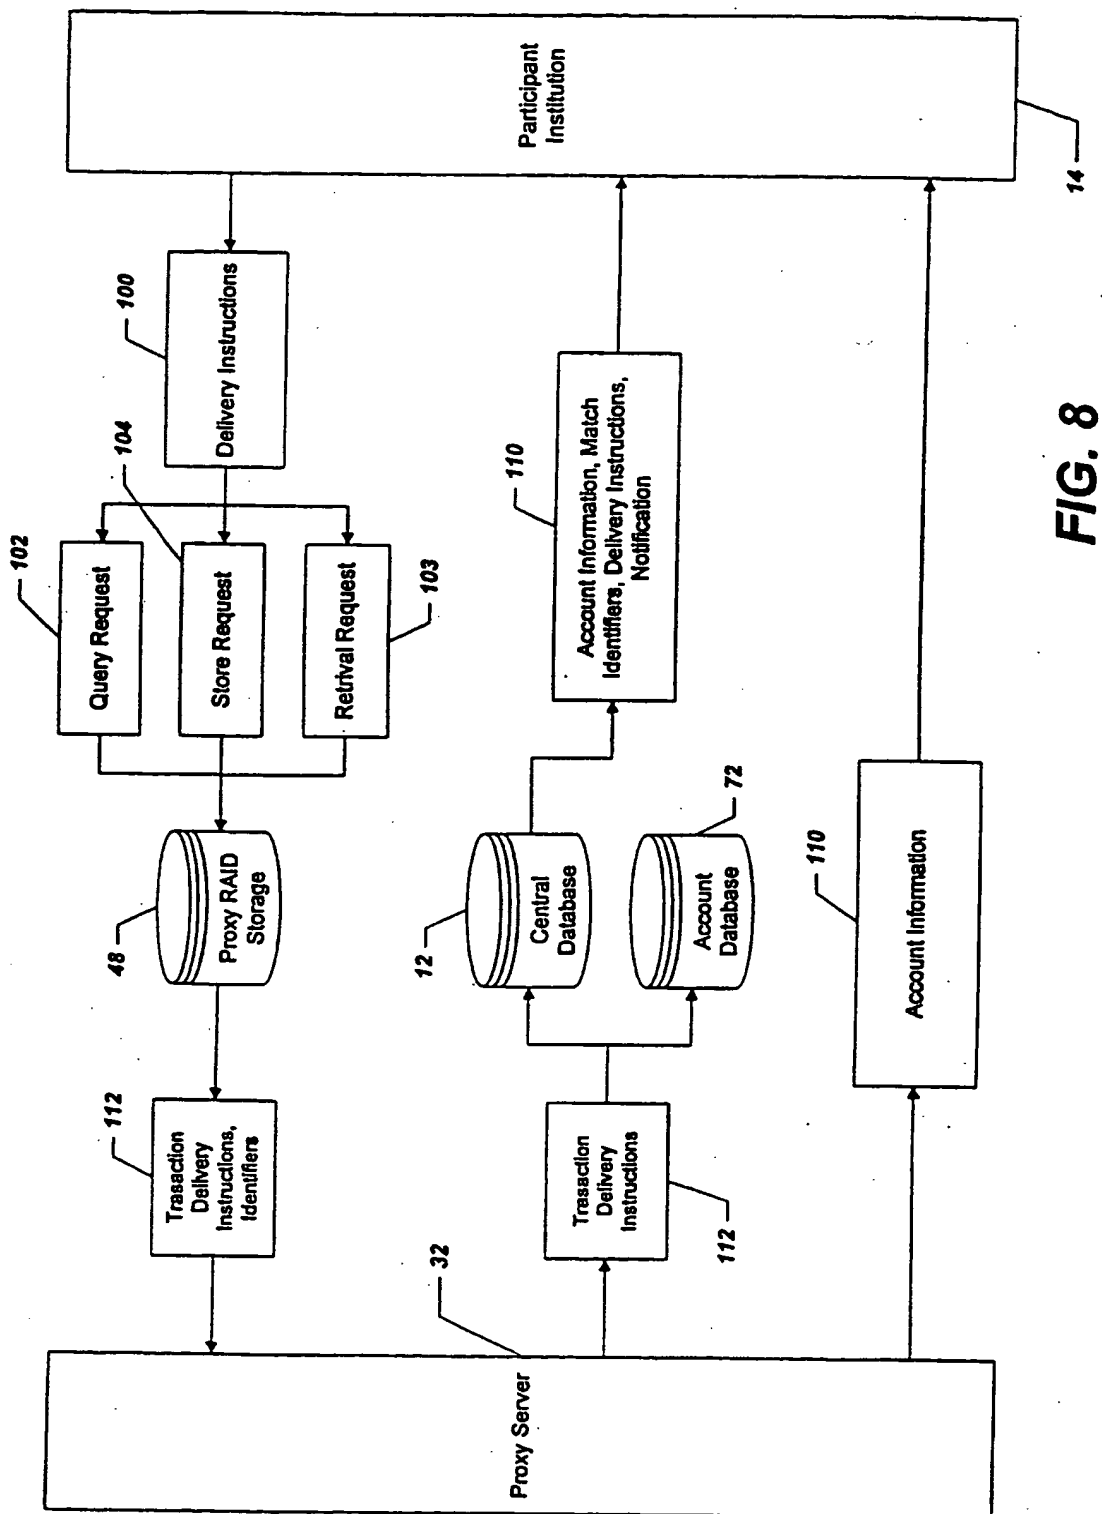 Participant
Institution
14
100
Delivery Instructions
102
Query Request
104
Store Request
Retrival Request
103
48
Proxy RAID
Storage
112
Trasaction
Delivery
Instructions,
Identifiers
Proxy Server
32
Trasaction
Delivery
Instructions
112
12
Central
Database
72
Account
Database
110
Account Information, Match
Identifiers, Delivery Instructions,
Notification
110
Account Information
FIG. 8